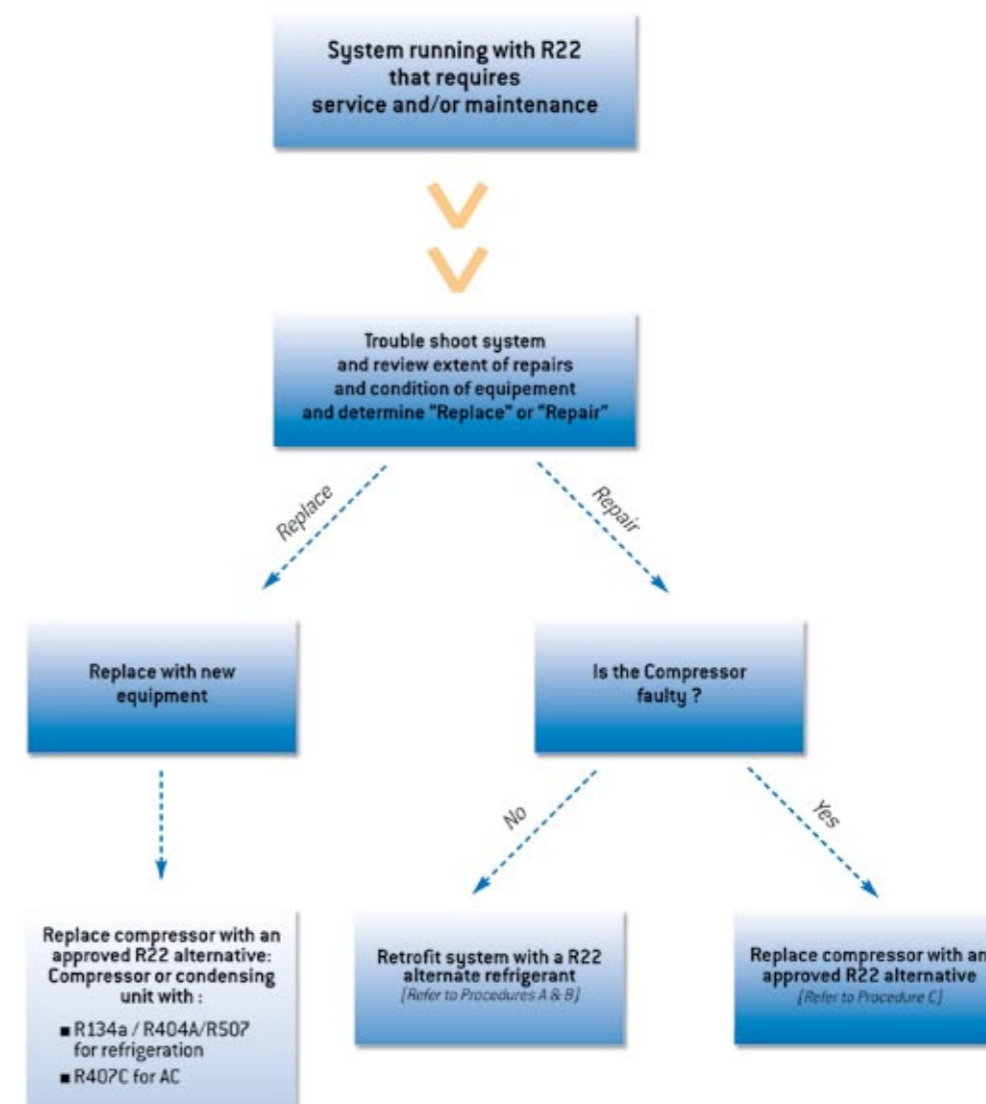 System running with R22
that requires
service and/or maintenance
Trouble shoot system
and review extent of repairs
and condition of equipement
and determine "Replace" or "Repair"
Replace
Repair
Replace with new
equipment
Is the Compressor
faulty ?
No
Yes
Replace compressor with an
approved R22 alternative:
Compressor or condensing
unit with :
■ R134a / R404A/R507
for refrigeration
■ R407C for AC
Retrofit system with a R22
alternate refrigerant
(Refer to Procedures A & B)
Replace compressor with an
approved R22 alternative
(Refer to Procedure C)